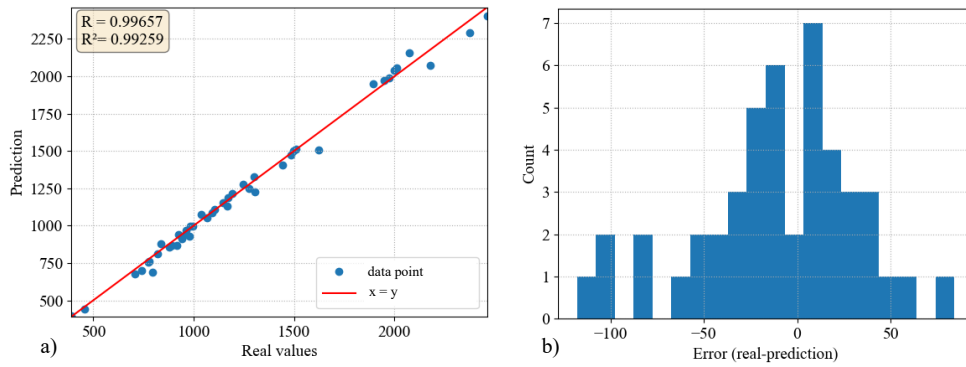 R = 0.99657
R²= 0.99259
2250
2000
1750
1500
1250
1000
750
500
Prediction
data point
x = y
500
1000
1500
2000
Real values
a)
7
6
5
4
3
2
1
0
Count
−100
−50
0
50
Error (real-prediction)
b)